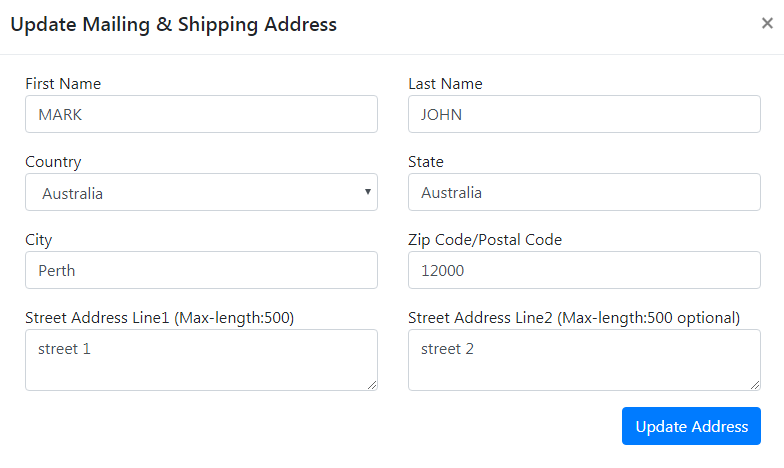 Update Mailing & Shipping Address ×
First Name Last Name
MARK JOHN
Country State
Australia Australia
City Zip Code/Postal Code
Perth 12000
Street Address Line1 (Max-length:500) Street Address Line2 (Max-length:500 optional)
street 1 street 2
Update Address